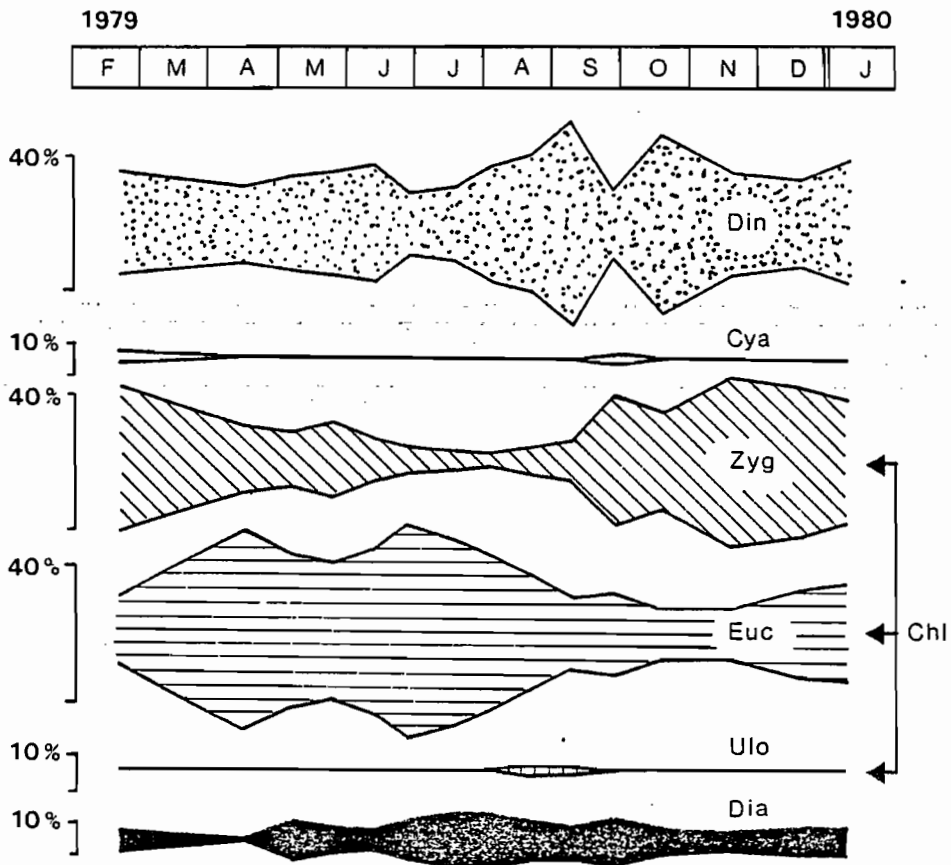 1979 1980
F M A M J J A S O N D J
40%
Din
Cya
10%
40%
Zyg
40%
Euc Chl
Ulo
10%
Dia
10%